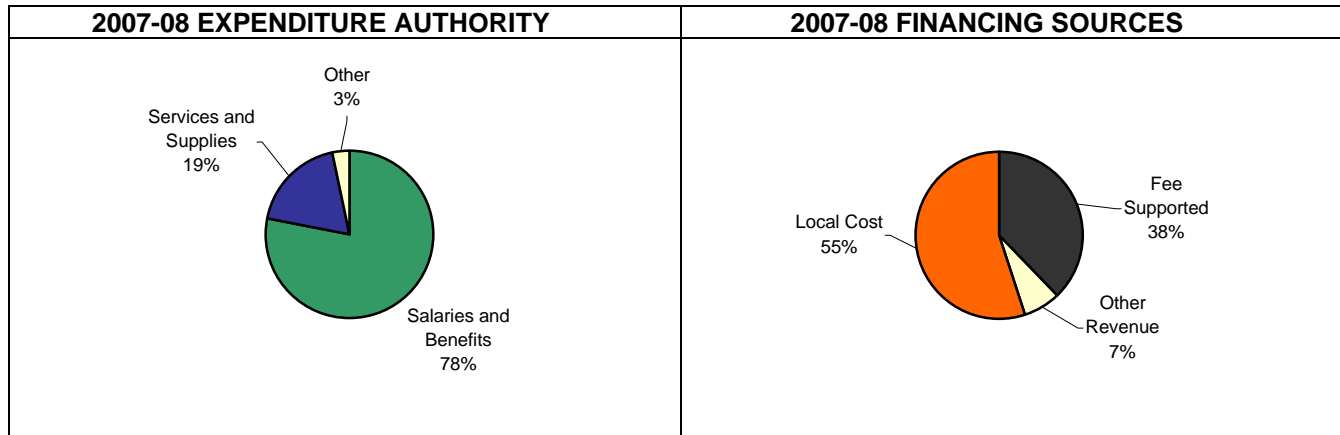 2007-08 EXPENDITURE AUTHORITY
Other
3%
Services and
Supplies
19%
Salaries and
Benefits
78%
2007-08 FINANCING SOURCES
Fee
Supported
38%
Local Cost
55%
Other
Revenue
7%